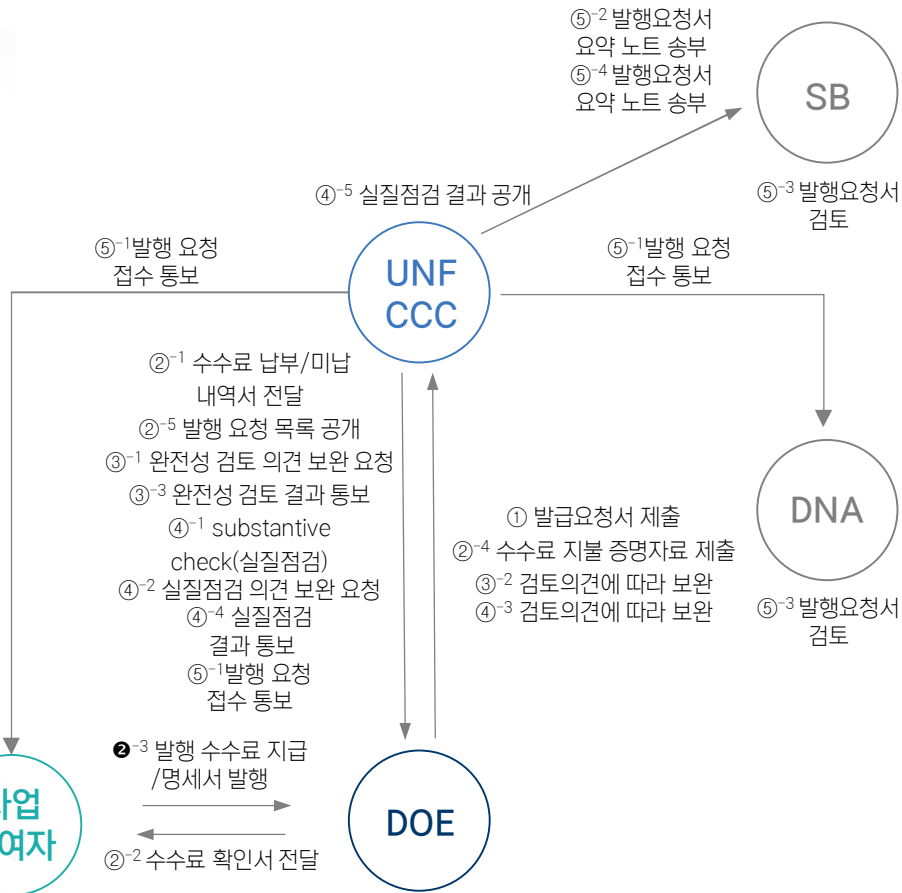 ⑤⁻² 발행요청서
요약 노트 송부
⑤⁻⁴ 발행요청서
요약 노트 송부
SB
⑤⁻³ 발행요청서
검토
④⁻⁵ 실질점검 결과 공개
⑤⁻¹발행 요청
접수 통보
UNF
CCC
⑤⁻¹발행 요청
접수 통보
②⁻¹ 수수료 납부/미납
내역서 전달
②⁻⁵ 발행 요청 목록 공개
③⁻¹ 완전성 검토 의견 보완 요청
③⁻³ 완전성 검토 결과 통보
④⁻¹ substantive
check(실질점검)
④⁻² 실질점검 의견 보완 요청
④⁻⁴ 실질점검
결과 통보
⑤⁻¹발행 요청
접수 통보
① 발급요청서 제출
②⁻⁴ 수수료 지불 증명자료 제출
③⁻² 검토의견에 따라 보완
④⁻³ 검토의견에 따라 보완
DNA
⑤⁻³ 발행요청서
검토
❷⁻³ 발행 수수료 지급
/명세서 발행
업
여자
DOE
②⁻² 수수료 확인서 전달